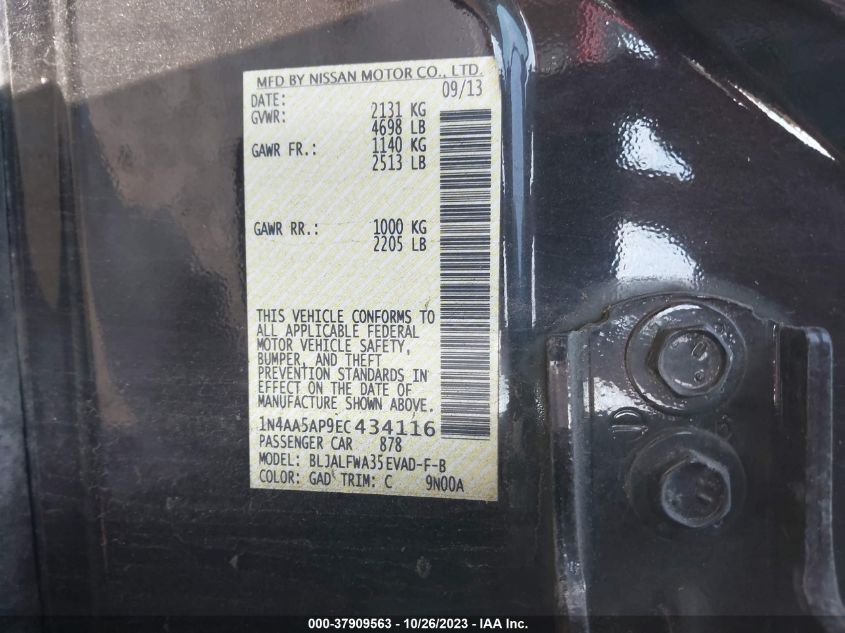 MFD BY NISSAN MOTOR CO., LTD.
DATE: 09/13
GVWR: 2131 KG
4698 LB
GAWR FR.: 1140 KG
2513 LB
GAWR RR.: 1000 KG
2205 LB
THIS VEHICLE CONFORMS TO
ALL APPLICABLE FEDERAL
MOTOR VEHICLE SAFETY,
BUMPER, AND THEFT
PREVENTION STANDARDS IN
EFFECT ON THE DATE OF
MANUFACTURE SHOWN ABOVE.
1N4AA5AP9EC434116
PASSENGER CAR 878
MODEL: BLJALFWA35EVAD-F-B
COLOR: GAD TRIM: C 9N00A
000-37909563 - 10/26/2023 - IAA Inc.